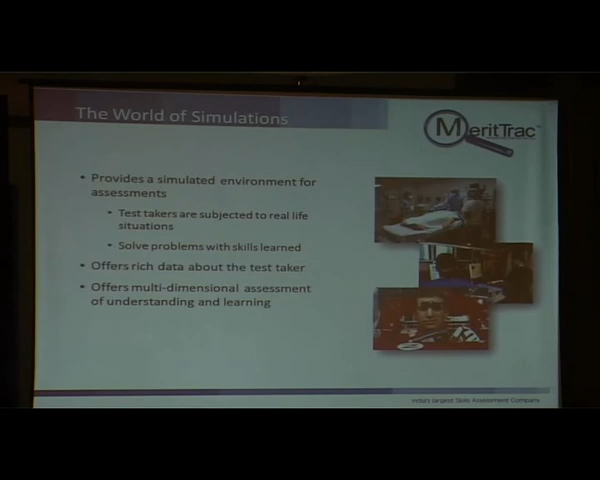 The World of Simulations
MeritTrac
• Provides a simulated environment for
assessments
• Test takers are subjected to real life
situations
• Solve problems with skills learned
• Offers rich data about the test taker
• Offers multi-dimensional assessment
of understanding and learning
India's largest Skills Assessment Company